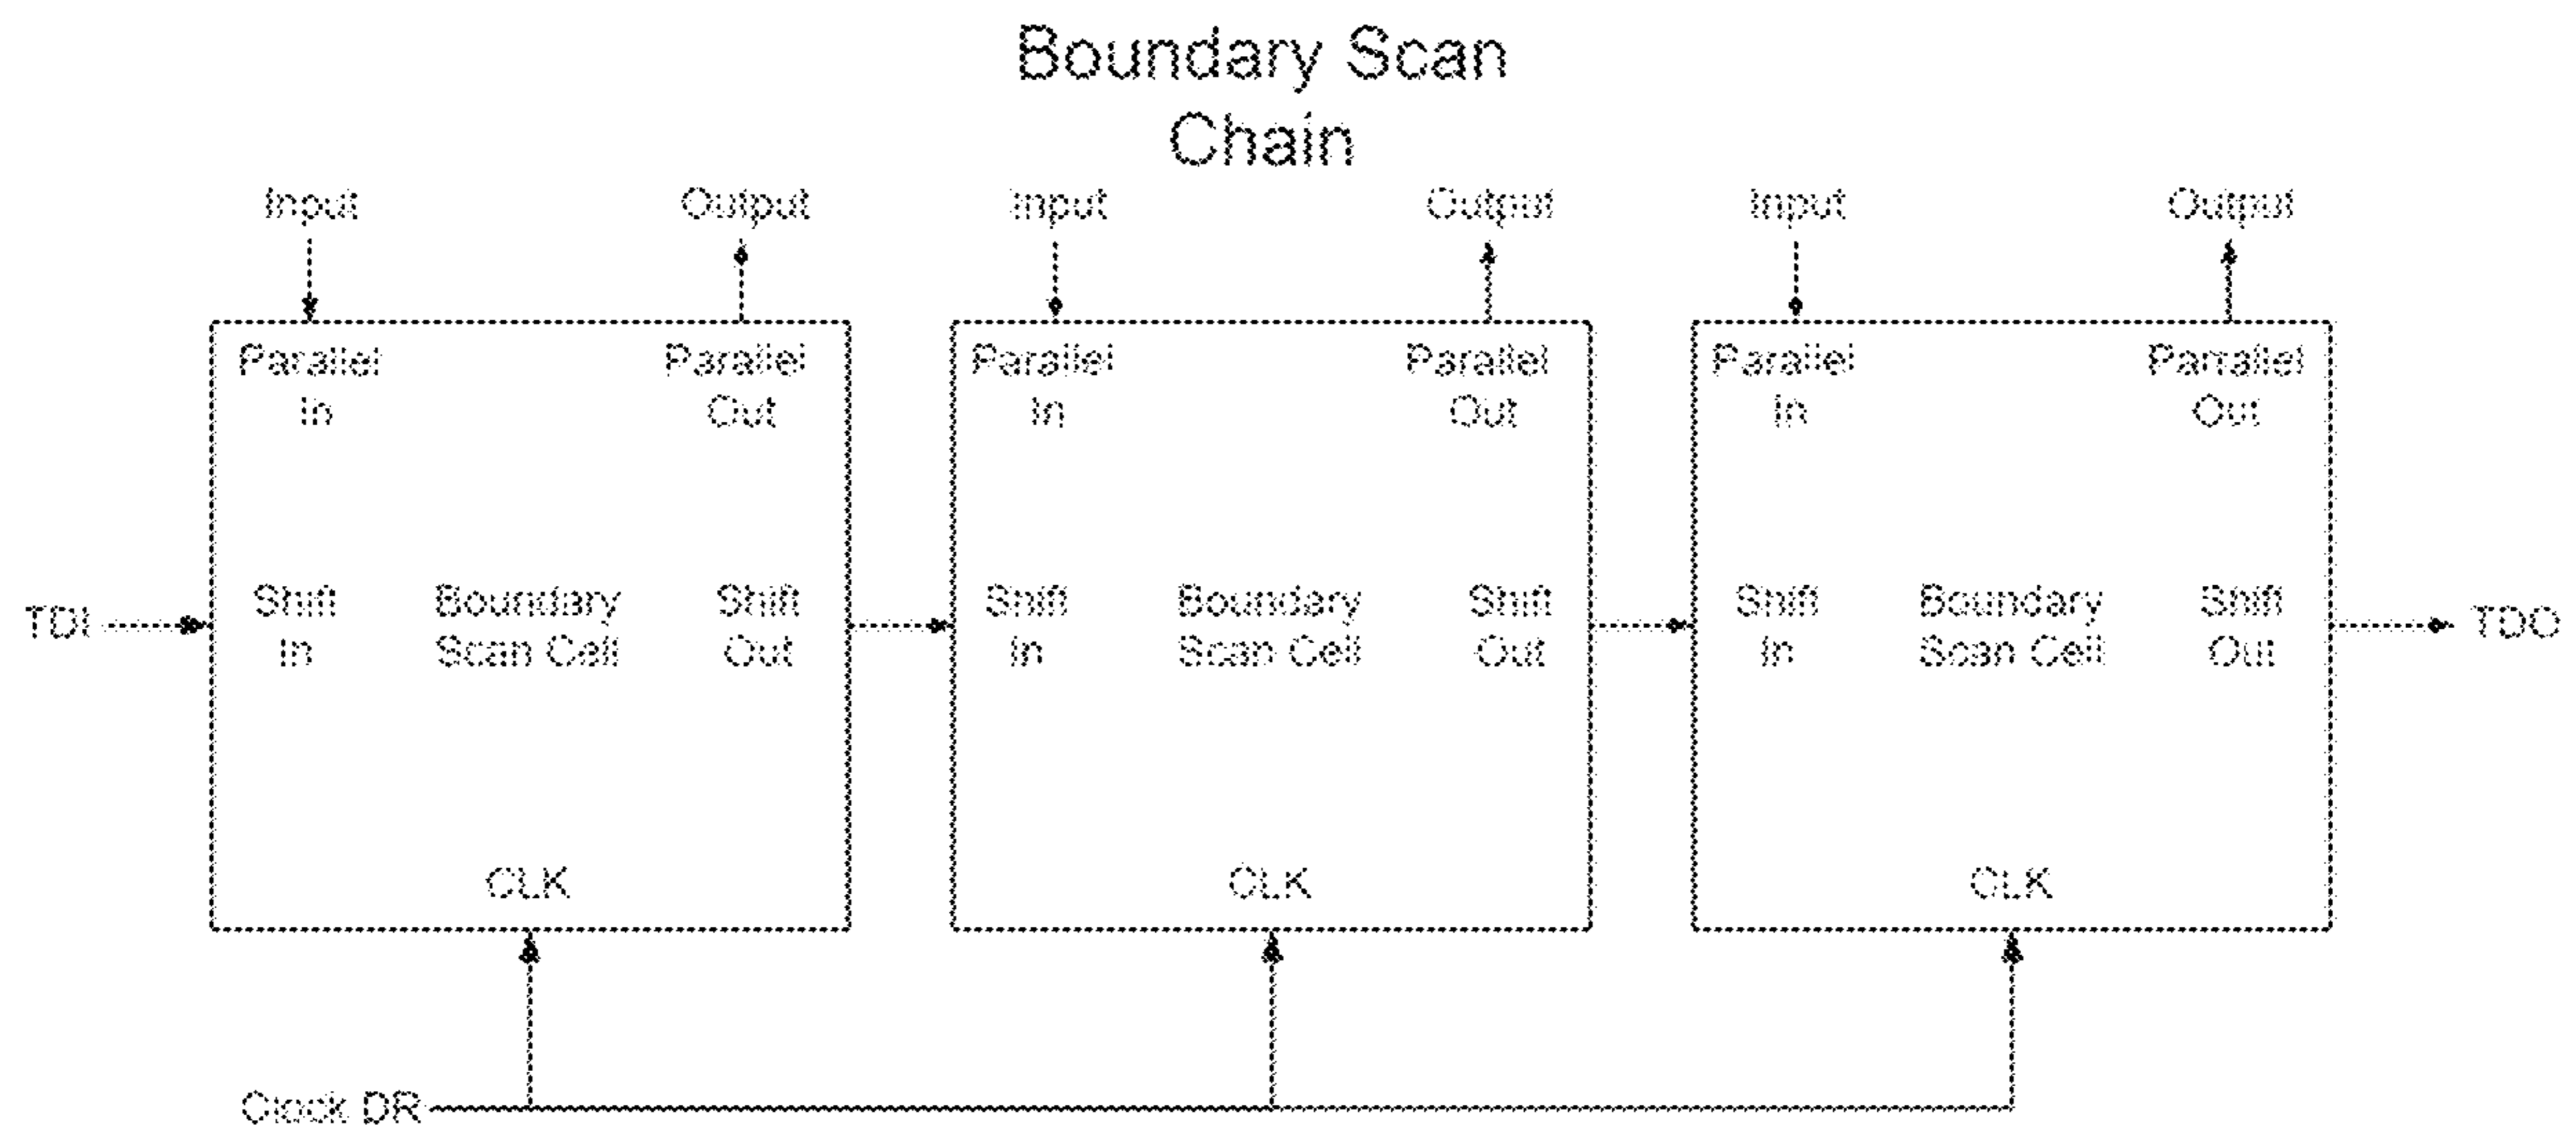 Boundary Scan
Chain
Input
Output
Input
Output
Input
Output
Parallel
In
Parallel
Out
Parallel
In
Parallel
Out
Parallel
In
Parrallel
Out
TDI
Shift
In
Boundary
Scan Cell
Shift
Out
Shift
In
Boundary
Scan Cell
Shift
Out
Shift
In
Boundary
Scan Cell
Shift
Out
TDO
CLK
CLK
CLK
Clock DR